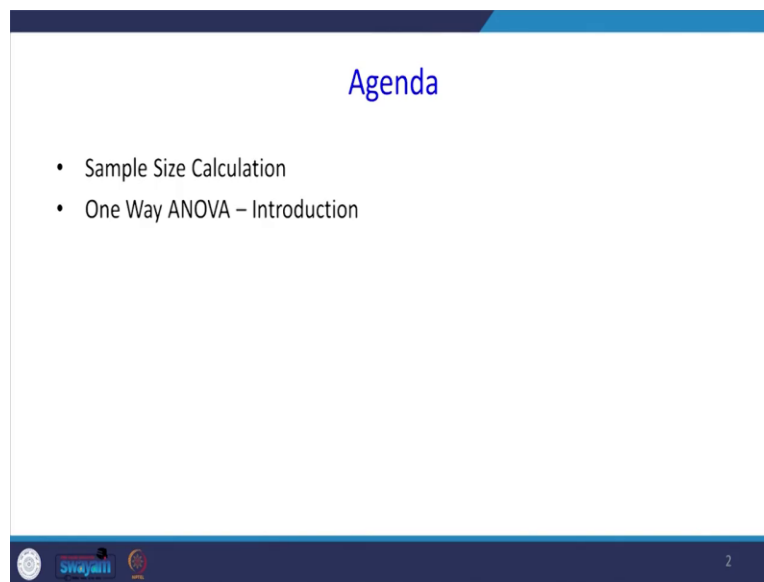 Agenda
• Sample Size Calculation
• One Way ANOVA – Introduction
swayam
2